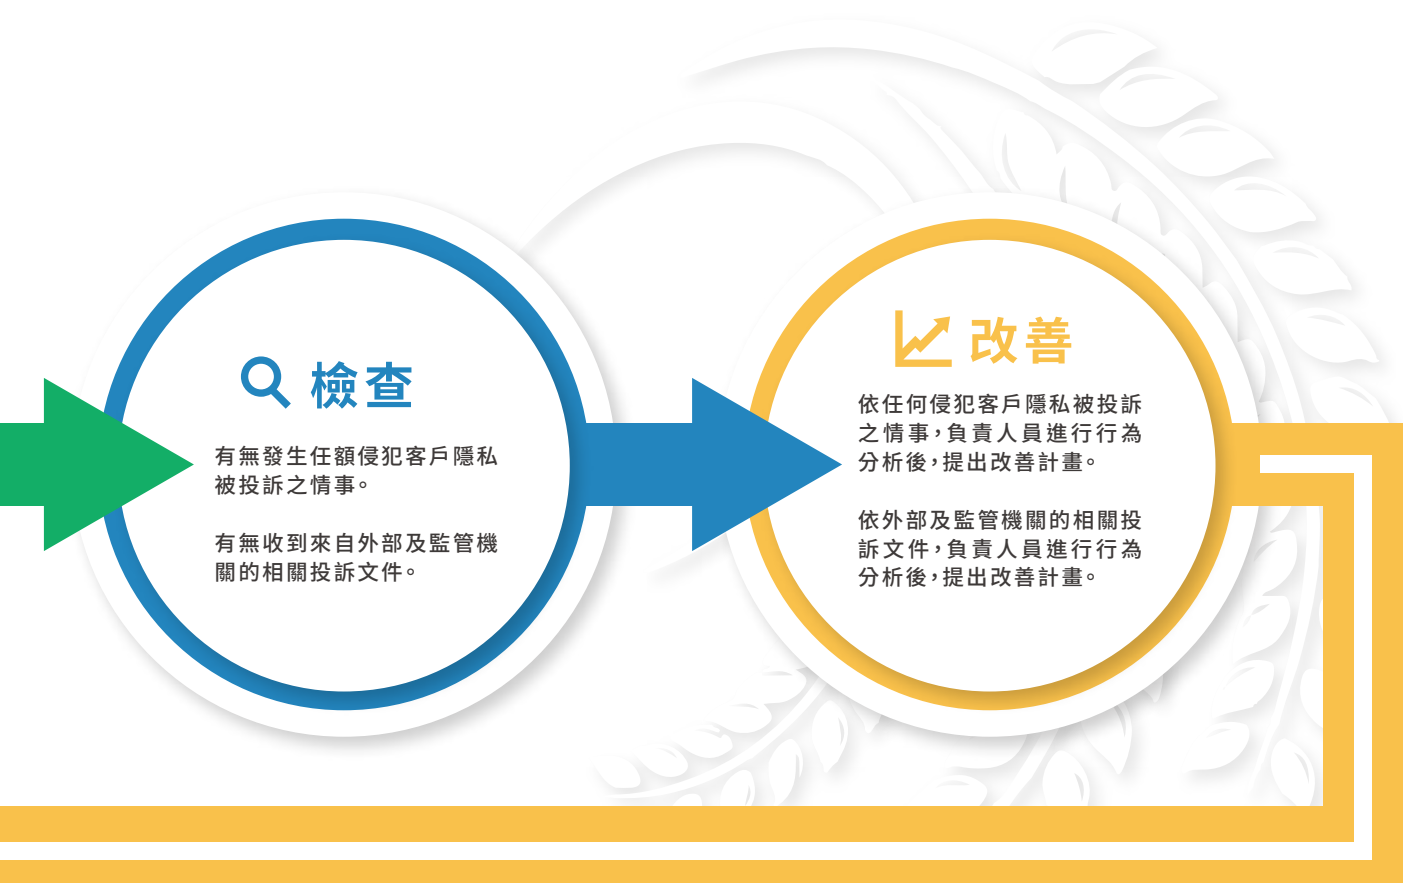 檢查
有無發生任額侵犯客戶隱私
被投訴之情事。
有無收到來自外部及監管機
關的相關投訴文件。
改善
依任何侵犯客戶隱私被投訴
之情事,負責人員進行行為
分析後,提出改善計畫。
依外部及監管機關的相關投
訴文件,負責人員進行行為
分析後,提出改善計畫。